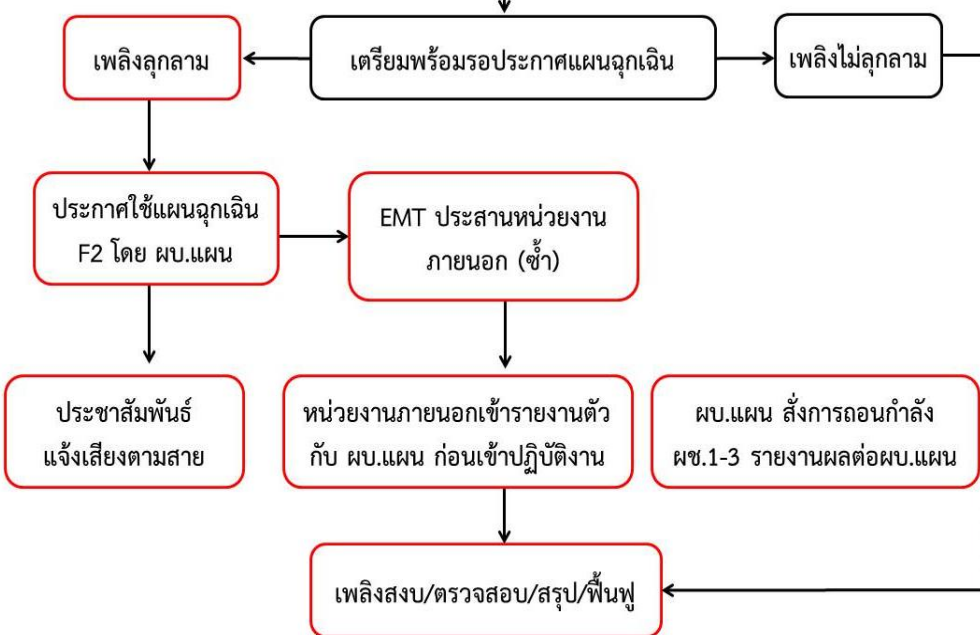 เพลิงลุกลาม
เตรียมพร้อมรอประกาศแผนฉุกเฉิน
เพลิงไม่ลุกลาม
ประกาศใช้แผนฉุกเฉิน
F2 โดย ผบ.แผน
EMT ประสานหน่วยงาน
ภายนอก (ซ้ำ)
ประชาสัมพันธ์
แจ้งเสียงตามสาย
หน่วยงานภายนอกเข้ารายงานตัว
กับ ผบ.แผน ก่อนเข้าปฏิบัติงาน
ผบ.แผน สั่งการถอนกำลัง
ผช.1-3 รายงานผลต่อผบ.แผน
เพลิงสงบ/ตรวจสอบ/สรุป/ฟื้นฟู